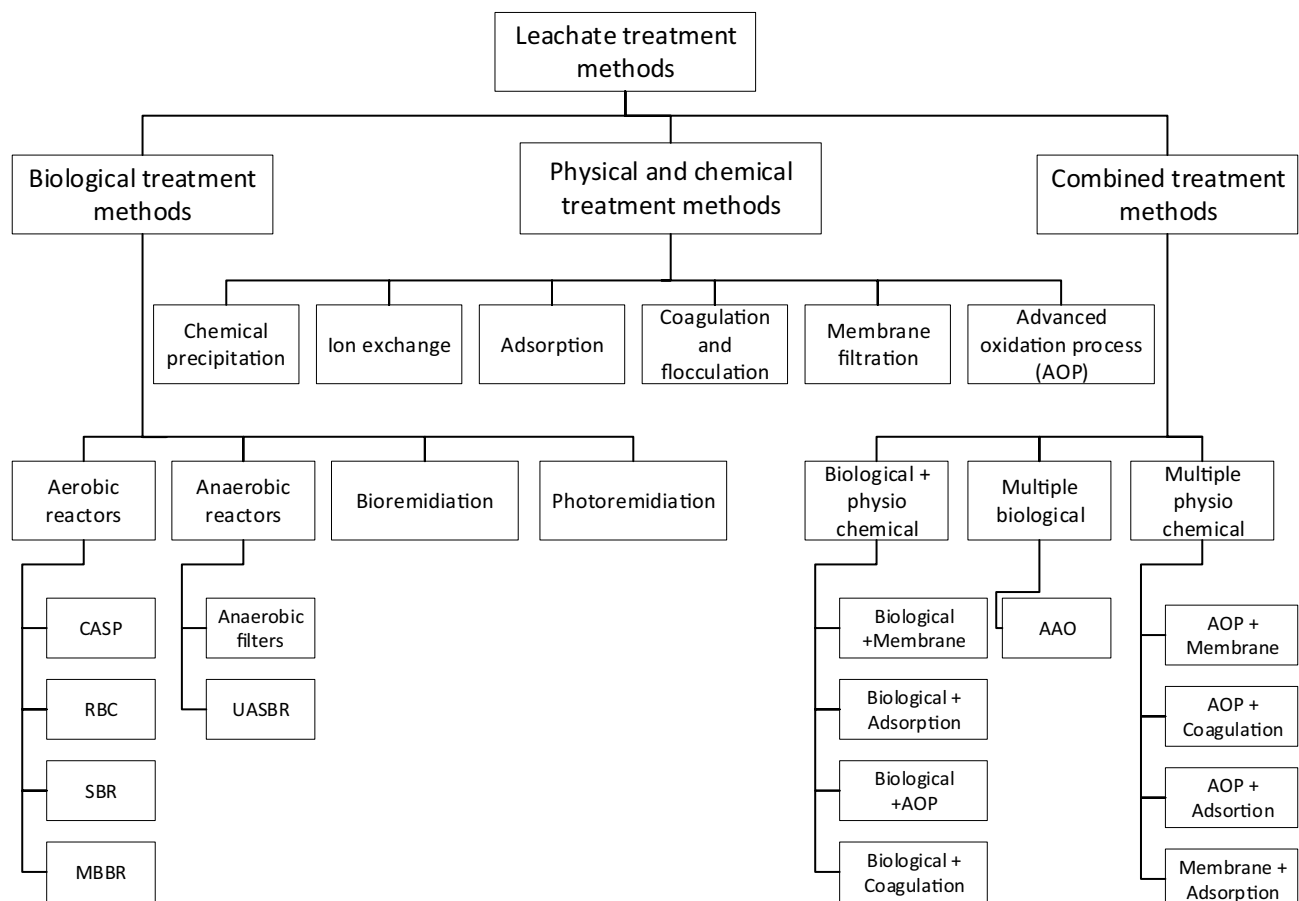 Leachate treatment
methods
Biological treatment
methods
Physical and chemical
treatment methods
Combined treatment
methods
Chemical
precipitation
Ion exchange
Adsorption
Coagulation
and
flocculation
Membrane
filtration
Advanced
oxidation process
(AOP)
Aerobic
reactors
Anaerobic
reactors
Bioremidiation
Photoremidiation
Biological +
physio
chemical
Multiple
biological
Multiple
physio
chemical
CASP
RBC
SBR
MBBR
Anaerobic
filters
UASBR
Biological
+Membrane
Biological +
Adsorption
Biological
+AOP
Biological +
Coagulation
AAO
AOP +
Membrane
AOP +
Coagulation
AOP +
Adsortion
Membrane +
Adsorption